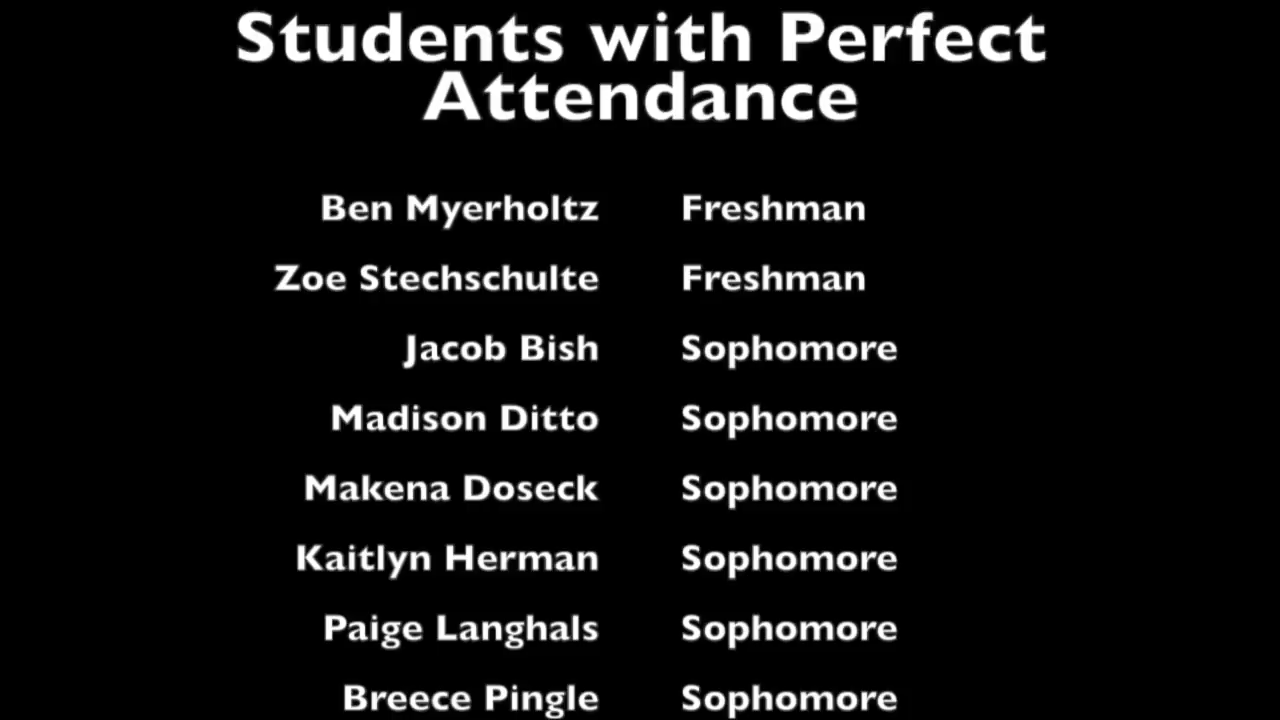 Students with Perfect
Attendance
Ben Myerholtz Freshman
Zoe Stechschulte Freshman
Jacob Bish Sophomore
Madison Ditto Sophomore
Makena Doseck Sophomore
Kaitlyn Herman Sophomore
Paige Langhals Sophomore
Breece Pingle Sophomore